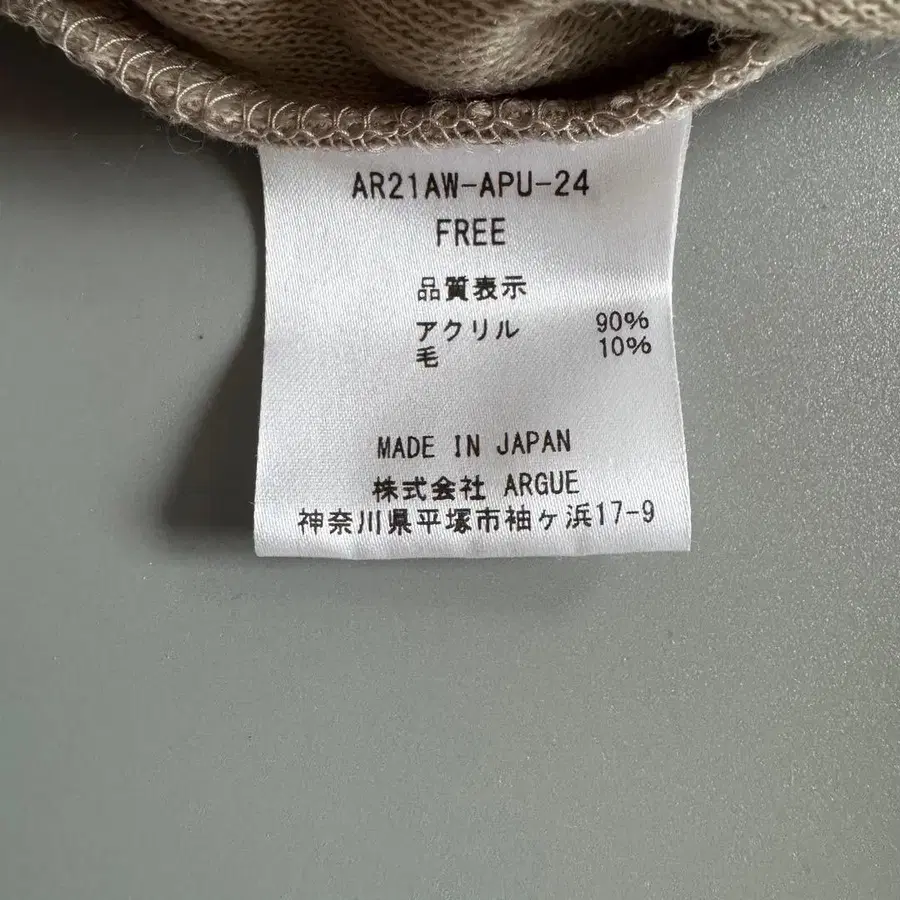 AR21AW-APU-24
FREE
品質表示
アクリル 90%
毛 10%
MADE IN JAPAN
株式会社 ARGUE
神奈川県平塚市袖ヶ浜17-9